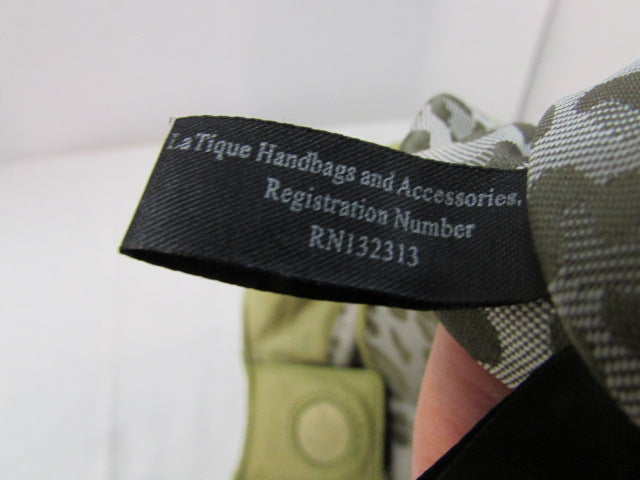 La Tique Handbags and Accessories.
Registration Number
RN132313